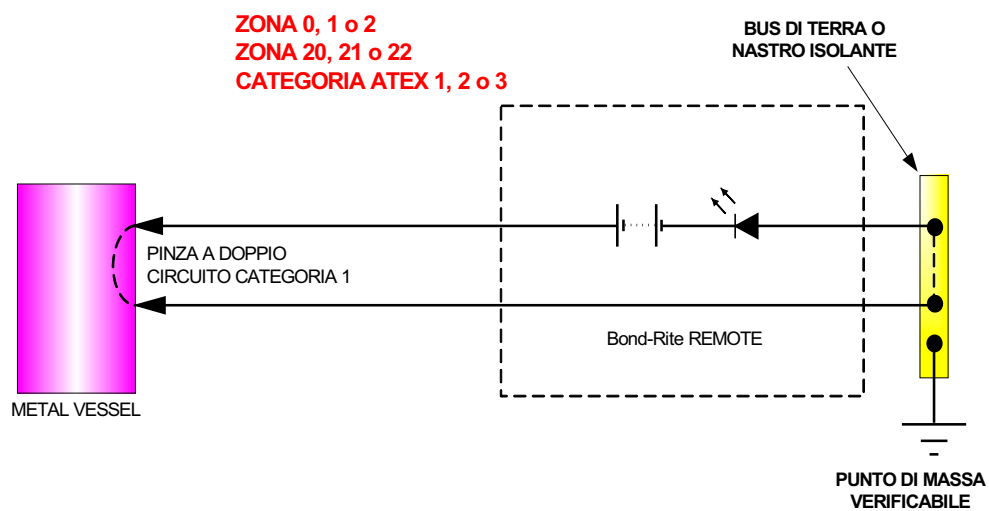 ZONA 0, 1 o 2
ZONA 20, 21 o 22
CATEGORIA ATEX 1, 2 o 3
BUS DI TERRA O
NASTRO ISOLANTE
PINZA A DOPPIO
CIRCUITO CATEGORIA 1
Bond-Rite REMOTE
METAL VESSEL
PUNTO DI MASSA
VERIFICABILE